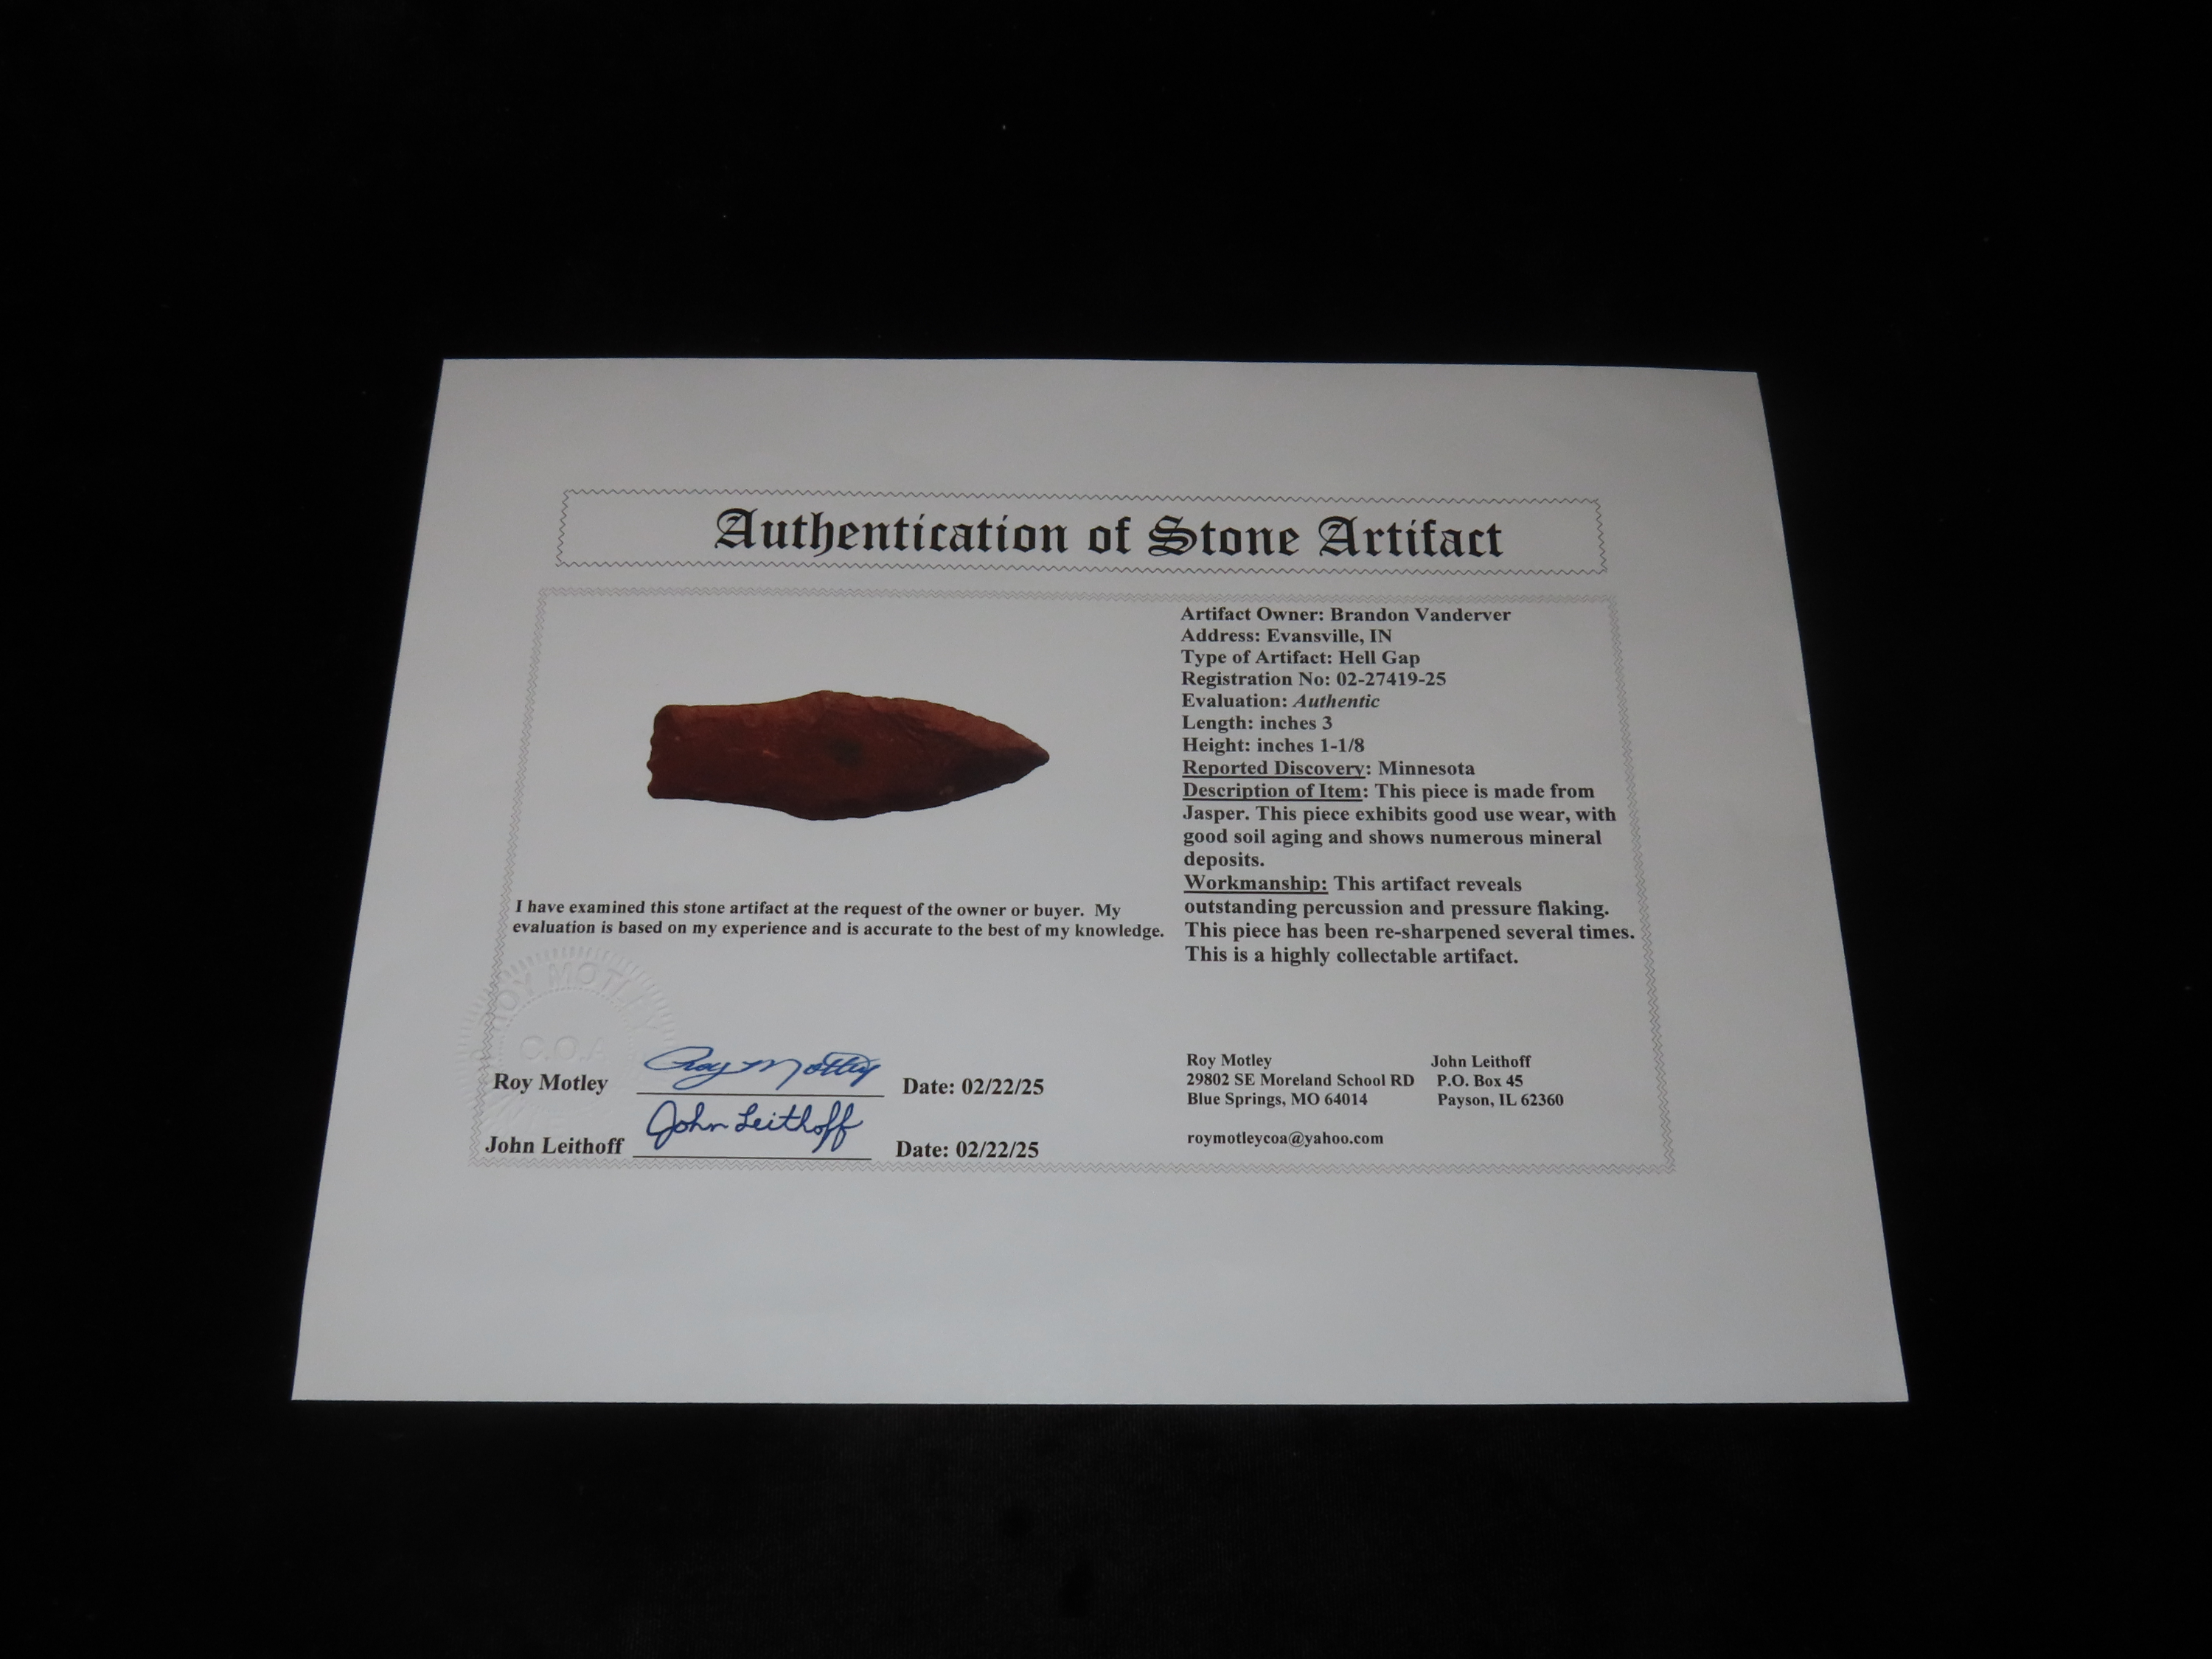 Authentication of Stone Artifact
Artifact Owner: Brandon Vanderver
Address: Evansville, IN
Type of Artifact: Hell Gap
Registration No: 02-27419-25
Evaluation: Authentic
Length: inches 3
Height: inches 1-1/8
Reported Discovery: Minnesota
Description of Item: This piece is made from
Jasper. This piece exhibits good use wear, with
good soil aging and shows numerous mineral
deposits.
Workmanship: This artifact reveals
outstanding percussion and pressure flaking.
This piece has been re-sharpened several times.
This is a highly collectable artifact.
I have examined this stone artifact at the request of the owner or buyer. My
evaluation is based on my experience and is accurate to the best of my knowledge.
ROY MOTLEY
C.O.A
Roy Motley Roy Motley Date: 02/22/25
John Leithoff John Leithoff Date: 02/22/25
Roy Motley John Leithoff
29802 SE Moreland School RD P.O. Box 45
Blue Springs, MO 64014 Payson, IL 62360
roymotleycoa@yahoo.com